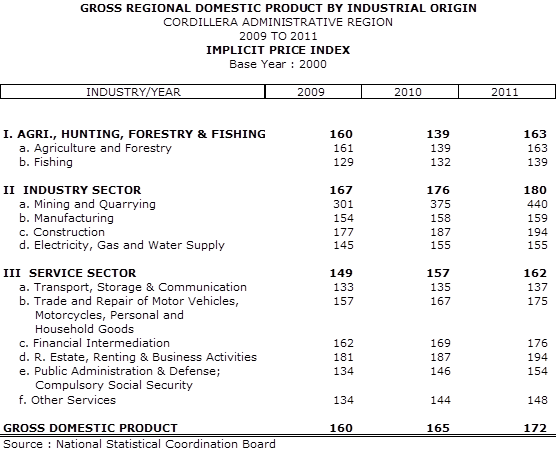 GROSS REGIONAL DOMESTIC PRODUCT BY INDUSTRIAL ORIGIN
CORDILLERA ADMINISTRATIVE REGION
2009 TO 2011
IMPLICIT PRICE INDEX
Base Year : 2000
INDUSTRY/YEAR 2009 2010 2011
I. AGRI., HUNTING, FORESTRY & FISHING 160 139 163
a. Agriculture and Forestry 161 139 163
b. Fishing 129 132 139
II INDUSTRY SECTOR 167 176 180
a. Mining and Quarrying 301 375 440
b. Manufacturing 154 158 159
c. Construction 177 187 194
d. Electricity, Gas and Water Supply 145 155 155
III SERVICE SECTOR 149 157 162
a. Transport, Storage & Communication 133 135 137
b. Trade and Repair of Motor Vehicles, 157 167 175
Motorcycles, Personal and
Household Goods
c. Financial Intermediation 162 169 176
d. R. Estate, Renting & Business Activities 181 187 194
e. Public Administration & Defense; 134 146 154
Compulsory Social Security
f. Other Services 134 144 148
GROSS DOMESTIC PRODUCT 160 165 172
Source : National Statistical Coordination Board